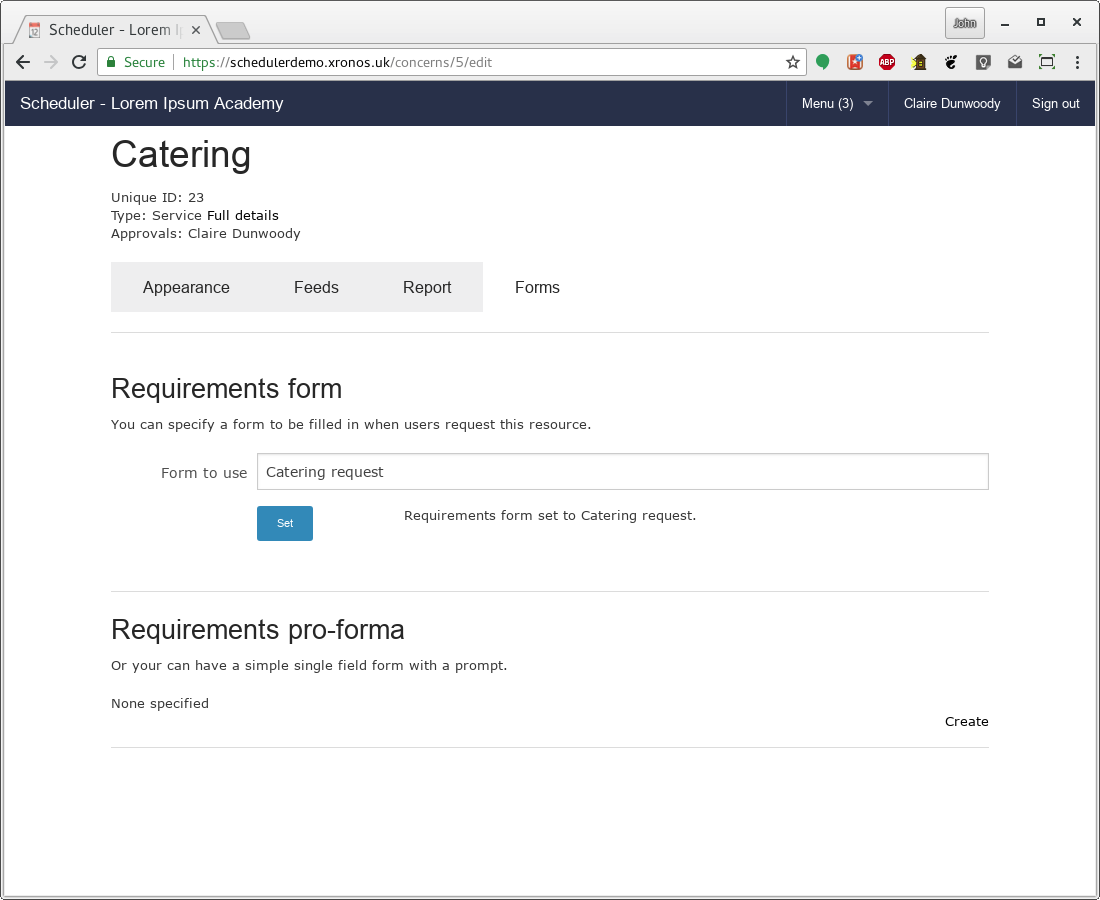 Scheduler - Lorem I
John
Secure
https://schedulerdemo.xronos.uk/concerns/5/edit
ABP
Scheduler - Lorem Ipsum Academy
Menu (3)
Claire Dunwoody
Sign out
Catering
Unique ID: 23
Type: Service Full details
Approvals: Claire Dunwoody
Appearance
Feeds
Report
Forms
Requirements form
You can specify a form to be filled in when users request this resource.
Form to use
Catering request
Set
Requirements form set to Catering request.
Requirements pro-forma
Or your can have a simple single field form with a prompt.
None specified
Create